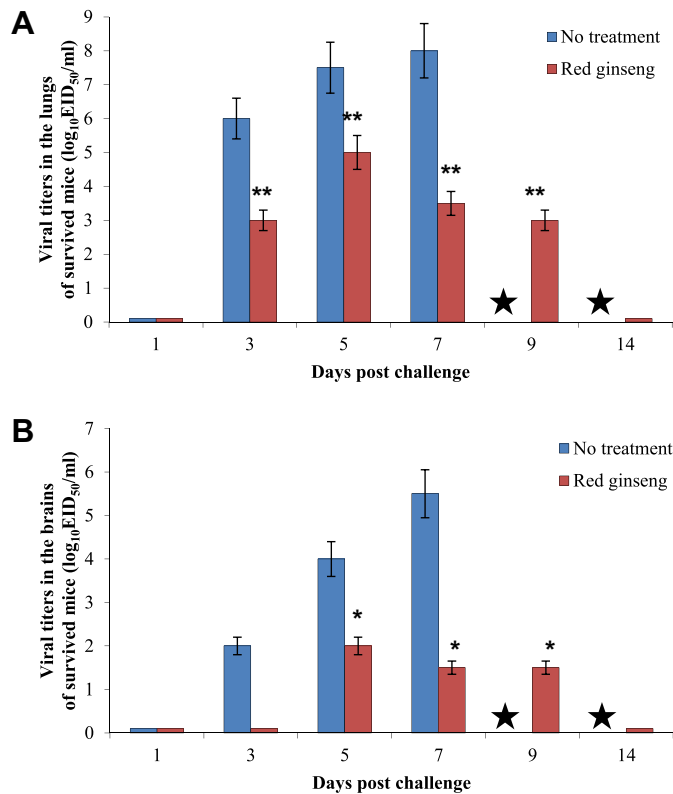 A
9
8
7
6
5
4
3
2
1
0
Viral titers in the lungs
of survived mice (log10EID50/ml)
No treatment
Red ginseng
**
**
**
**
1 3 5 7 9 14
Days post challenge
B
7
6
5
4
3
2
1
0
Viral titers in the brains
of survived mice (log10EID50/ml)
No treatment
Red ginseng
*
*
*
1 3 5 7 9 14
Days post challenge